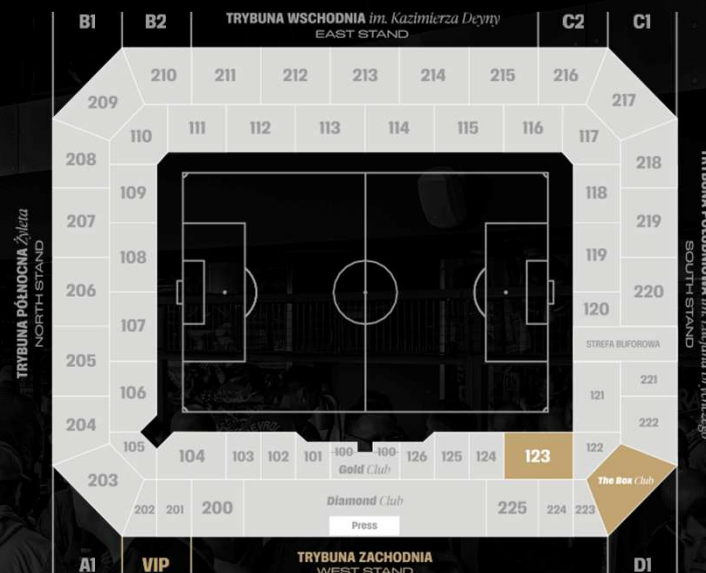 B1
B2
TRYBUNA WSCHODNIA im. Kazimierza Deyny
EAST STAND
C2
C1
210
211
212
213
214
215
216
209
217
110
111
112
113
114
115
116
117
208
218
109
118
207
219
108
119
206
220
120
107
STREFA BUFOROWA
TRYBUNA PÓŁNOCNA Żyleta
NORTH STAND
SOUTH STAND
205
221
106
121
204
222
105
104
103
102
101
100
100
126
125
124
123
122
Gold Club
203
The Box Club
202
201
200
Diamond Club
225
224
223
Press
A1
VIP
TRYBUNA ZACHODNIA
WEST STAND
D1